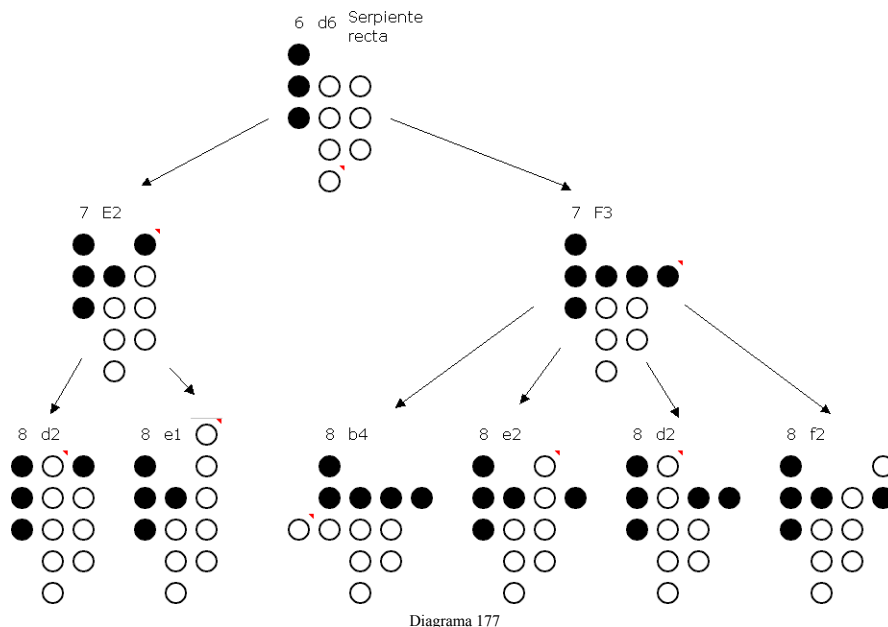 6 d6 Serpiente
recta
7 E2
7 F3
8 d2
8 e1
8 b4
8 e2
8 d2
8 f2
Diagrama 177